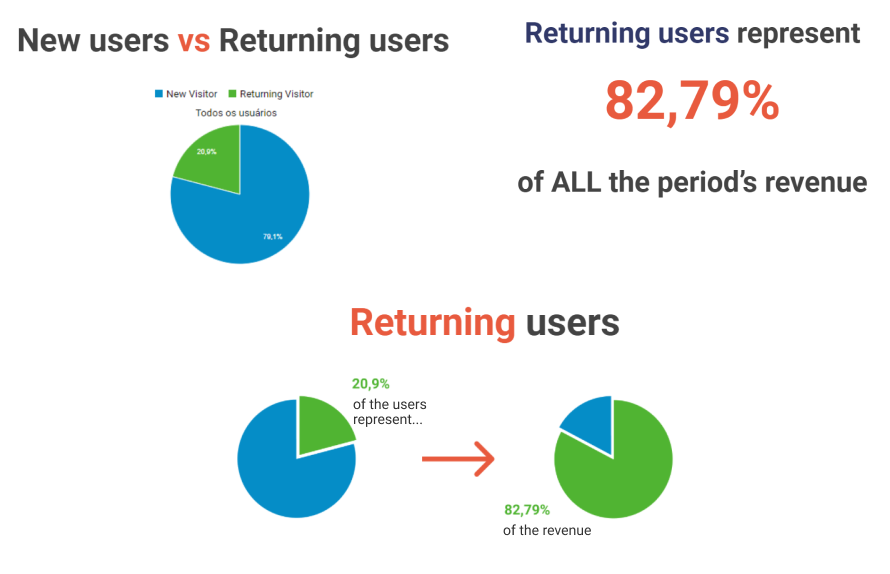 New users vs Returning users
New Visitor Returning Visitor
Todos os usuários
20,9%
79,1%
Returning users represent
82,79%
of ALL the period's revenue
Returning users
20,9%
of the users
represent...
82,79%
of the revenue